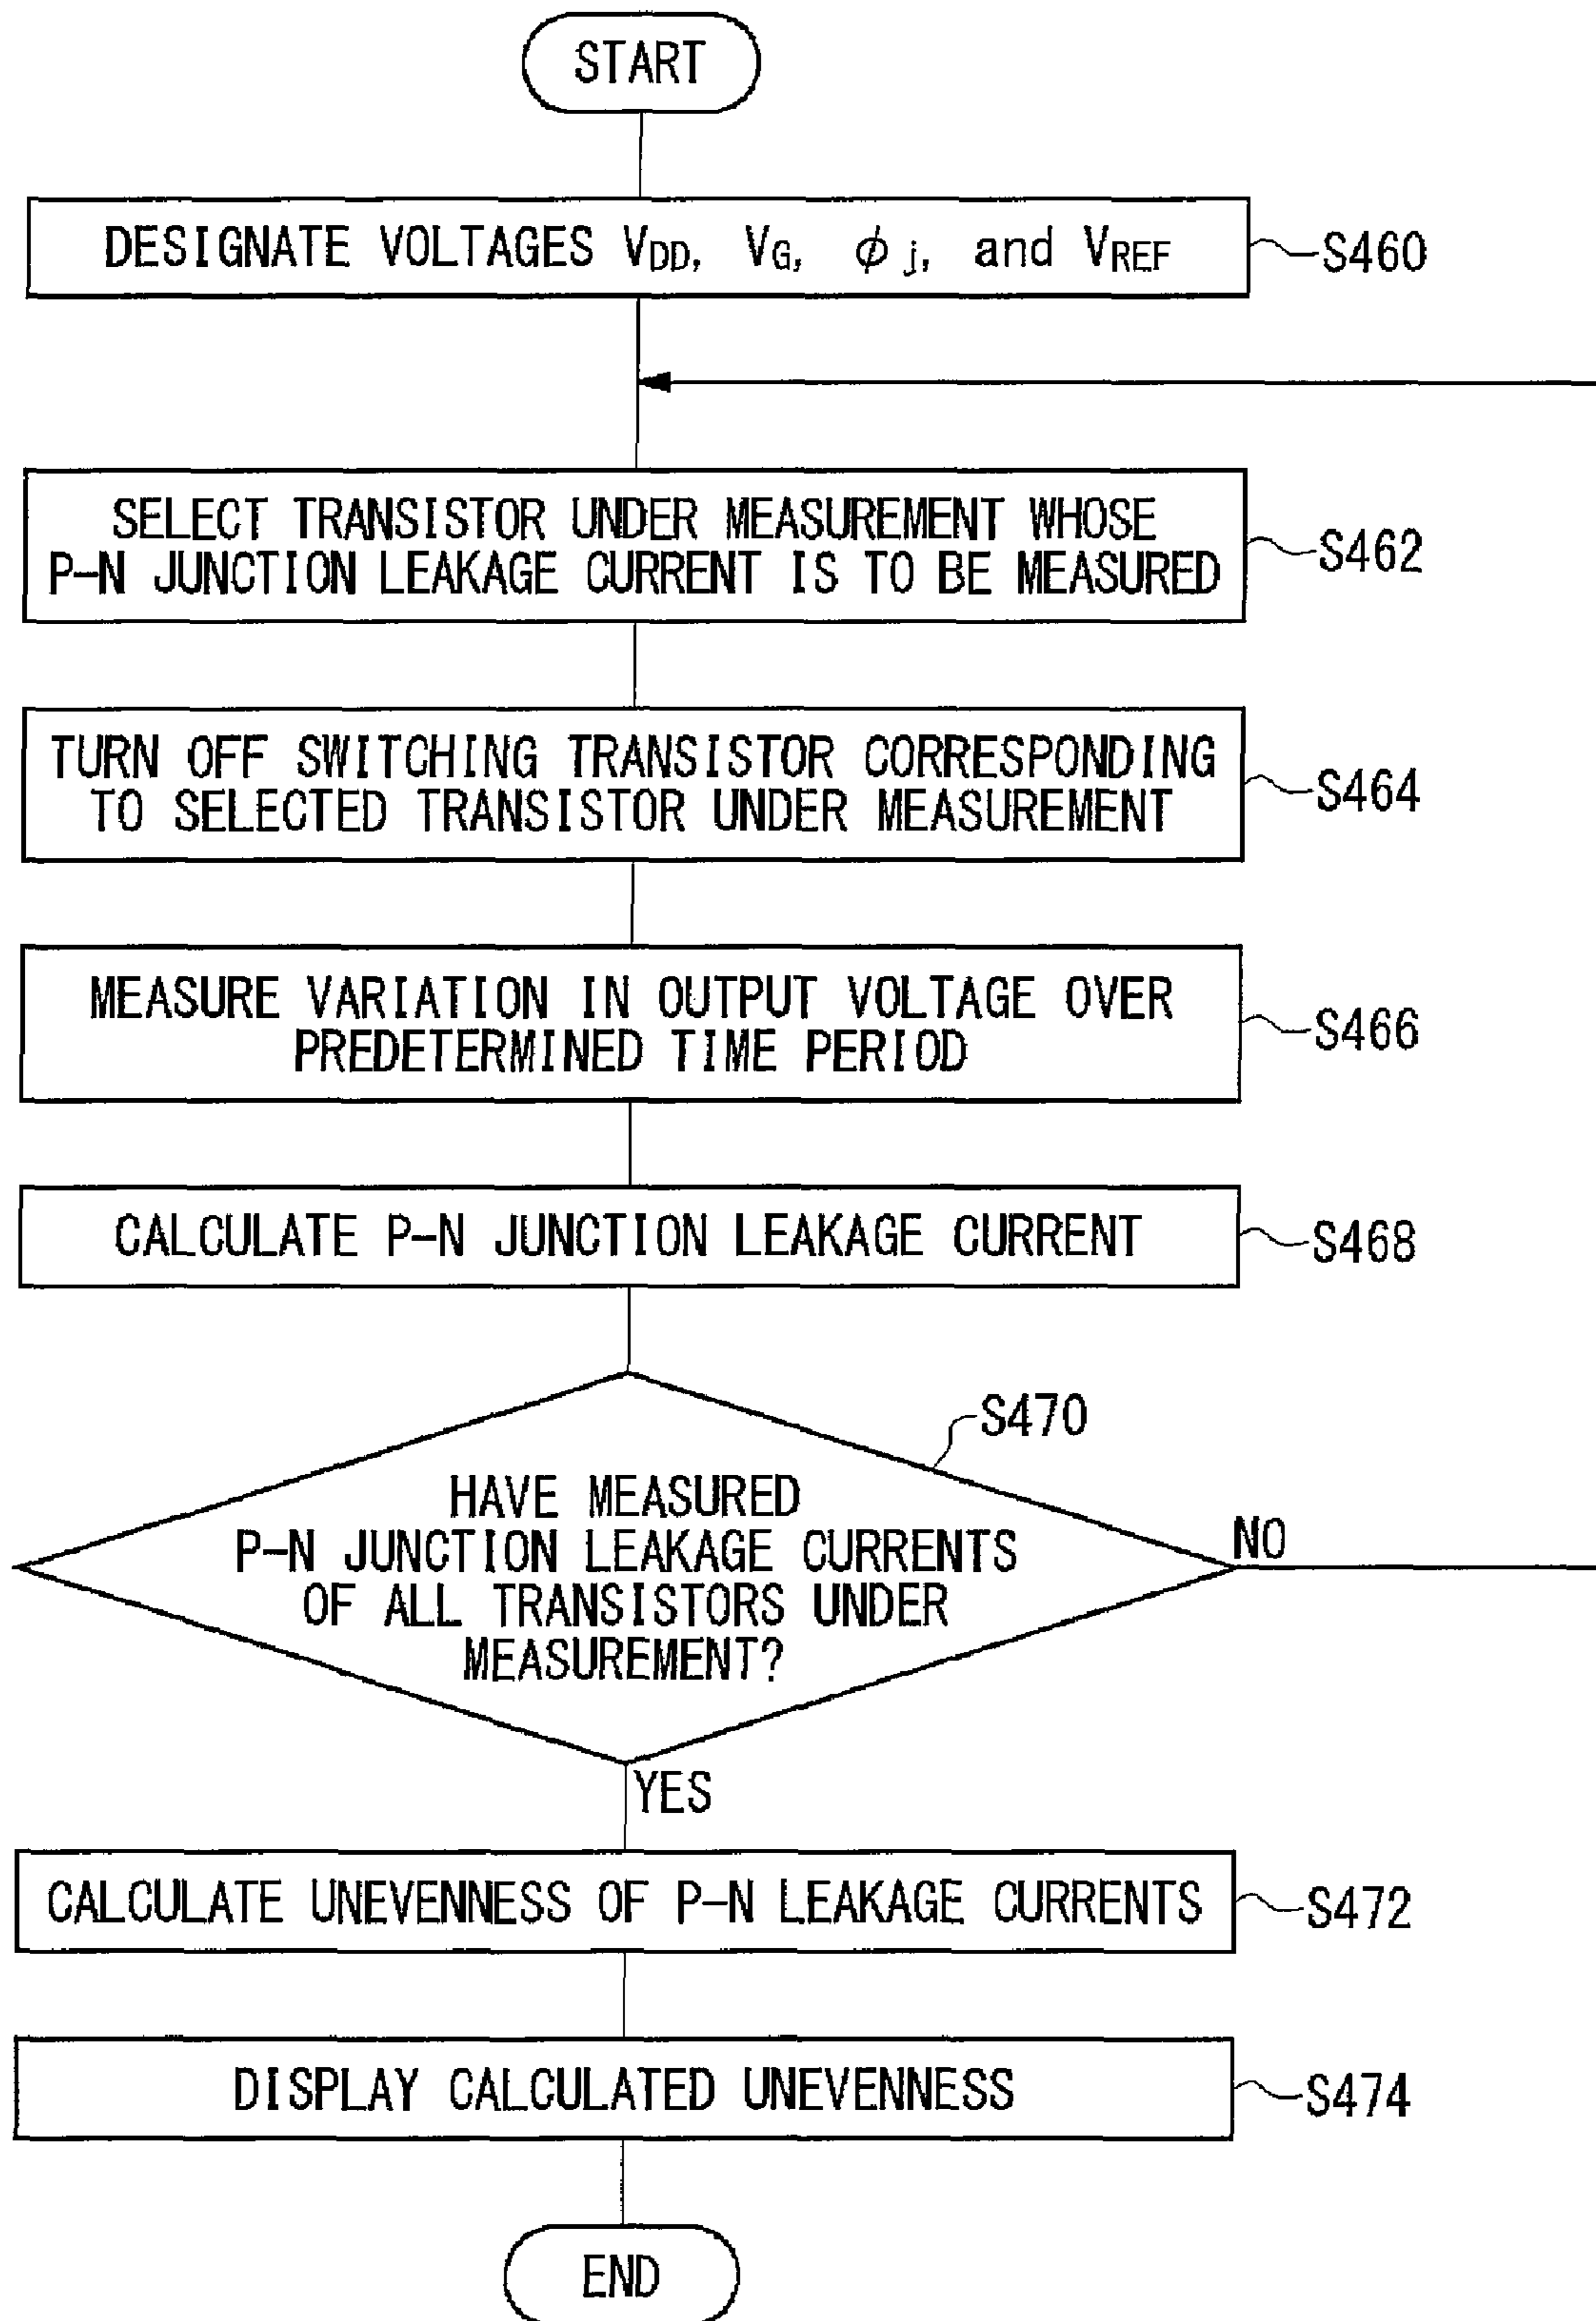 START
DESIGNATE VOLTAGES VDD, VG, ϕj, and VREF
S460
SELECT TRANSISTOR UNDER MEASUREMENT WHOSE
P-N JUNCTION LEAKAGE CURRENT IS TO BE MEASURED
S462
TURN OFF SWITCHING TRANSISTOR CORRESPONDING
TO SELECTED TRANSISTOR UNDER MEASUREMENT
S464
MEASURE VARIATION IN OUTPUT VOLTAGE OVER
PREDETERMINED TIME PERIOD
S466
CALCULATE P-N JUNCTION LEAKAGE CURRENT
S468
S470
HAVE MEASURED
P-N JUNCTION LEAKAGE CURRENTS
OF ALL TRANSISTORS UNDER
MEASUREMENT?
NO
YES
CALCULATE UNEVENNESS OF P-N LEAKAGE CURRENTS
S472
DISPLAY CALCULATED UNEVENNESS
S474
END